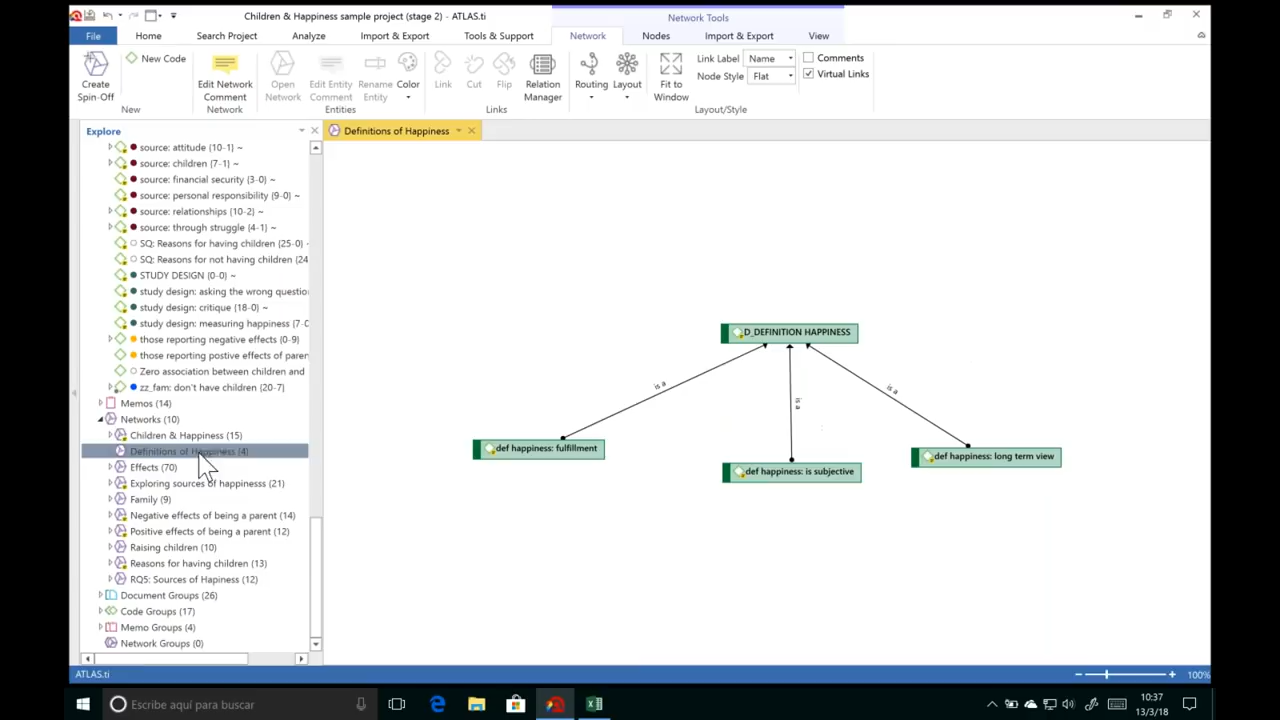 Children & Happiness sample project (stage 2) - ATLAS.ti
Network Tools
File
Home
Search Project
Analyze
Import & Export
Tools & Support
Network
Nodes
Import & Export
View
Create
Spin-Off
New Code
New
Edit Network
Comment
Network
Open
Network
Edit Entity
Comment
Rename
Entity
Color
Entities
Link
Cut
Flip
Relation
Manager
Links
Routing
Layout
Fit to
Window
Link Label
Name
Node Style
Flat
Comments
Virtual Links
Layout/Style
Explore
Definitions of Happiness
source: attitude (10-1) ~
source: children (7-1) ~
source: financial security (3-0) ~
source: personal responsibility (9-0) ~
source: relationships (10-2) ~
source: through struggle (4-1) ~
SQ: Reasons for having children (25-0) -
SQ: Reasons for not having children (24
STUDY DESIGN (0-0) ~
study design: asking the wrong questio
study design: critique (18-0) ~
study design: measuring happiness (7-0
those reporting negative effects (0-9)
those reporting postive effects of paren
Zero association between children and
zz_fam: don't have children (20-7)
Memos (14)
Networks (10)
Children & Happiness (15)
Definitions of Happiness (4)
Effects (70)
Exploring sources of happinesss (21)
Family (9)
Negative effects of being a parent (14)
Positive effects of being a parent (12)
Raising children (10)
Reasons for having children (13)
RQ5: Sources of Hapiness (12)
Document Groups (26)
Code Groups (17)
Memo Groups (4)
Network Groups (0)
D_DEFINITION HAPPINESS
is a
is a
is a
def happiness: fulfillment
def happiness: is subjective
def happiness: long term view
ATLAS.ti
100%
Escribe aquí para buscar
10:37
13/3/18